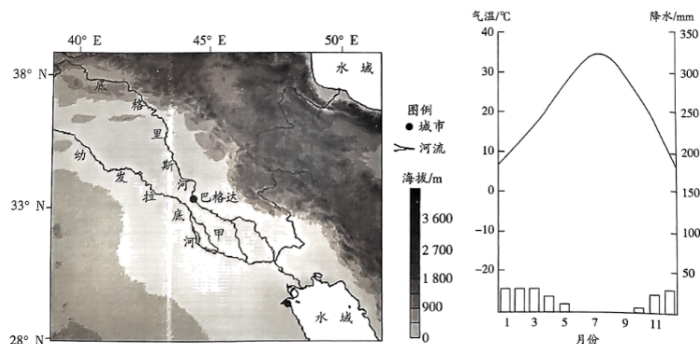 40° E
45° E
50° E
38° N
33° N
28° N
水域
底格里斯河
幼发拉底河
巴格达
甲
水域
图例
城市
河流
海拔/m
3 600
2 700
1 800
900
0
气温/℃
降水/mm
40
30
20
10
0
-10
-20
350
300
250
200
150
100
50
1
3
5
7
9
11
月份